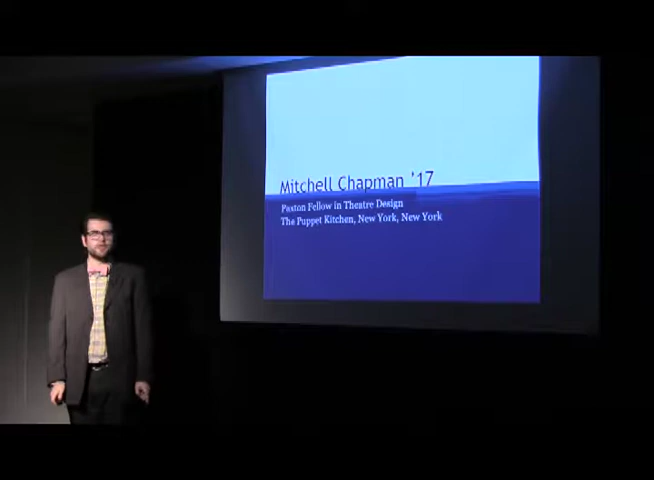 Mitchell Chapman '17
Paxton Fellow in Theatre Design
The Puppet Kitchen, New York, New York